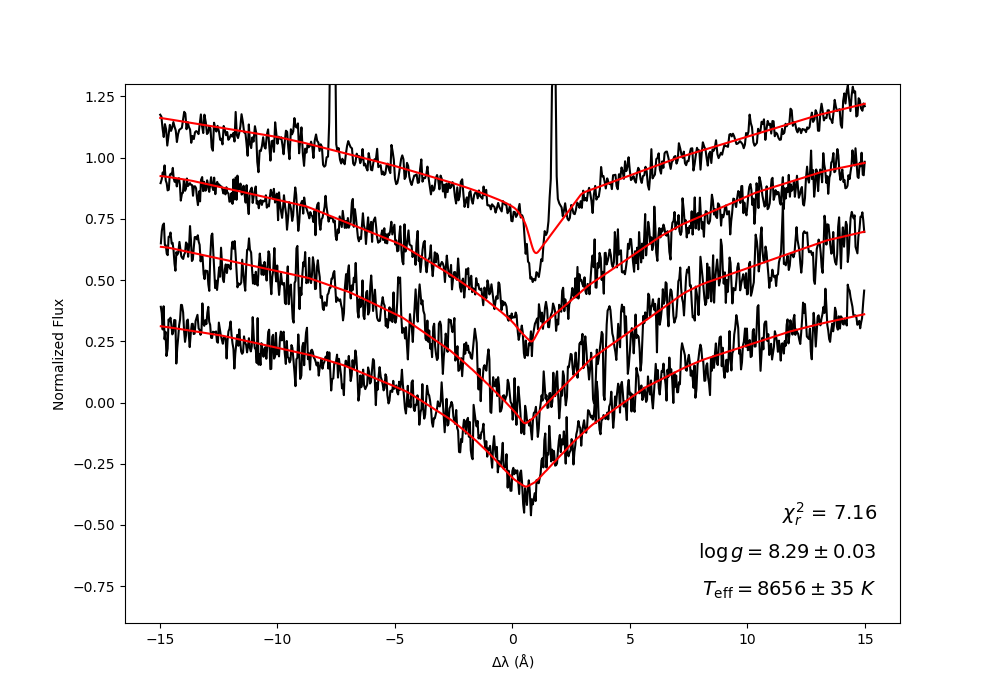 1.25
1.00
0.75
0.50
0.25
0.00
−0.25
−0.50
−0.75
Normalized Flux
χ²ᵣ = 7.16
log g = 8.29 ± 0.03
T_eff = 8656 ± 35 K
−15 −10 −5 0 5 10 15
Δλ (Å)